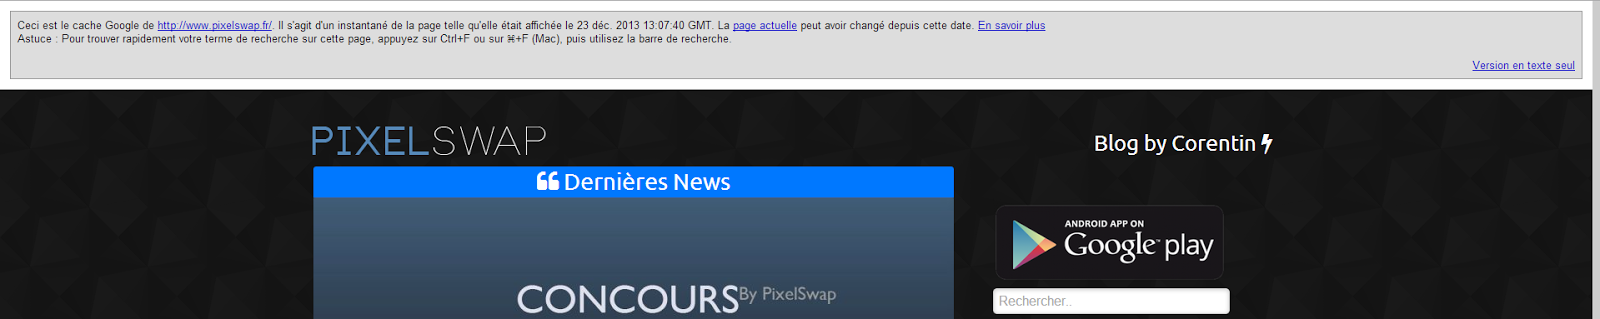 Ceci est le cache Google de http://www.pixelswap.fr/. Il s'agit d'un instantané de la page telle qu'elle était affichée le 23 déc. 2013 13:07:40 GMT. La page actuelle peut avoir changé depuis cette date. En savoir plus
Astuce : Pour trouver rapidement votre terme de recherche sur cette page, appuyez sur Ctrl+F ou sur ⌘+F (Mac), puis utilisez la barre de recherche.
Version en texte seul
PIXELSWAP
Blog by Corentin
Dernières News
ANDROID APP ON
Google play
CONCOURS By PixelSwap
Rechercher..